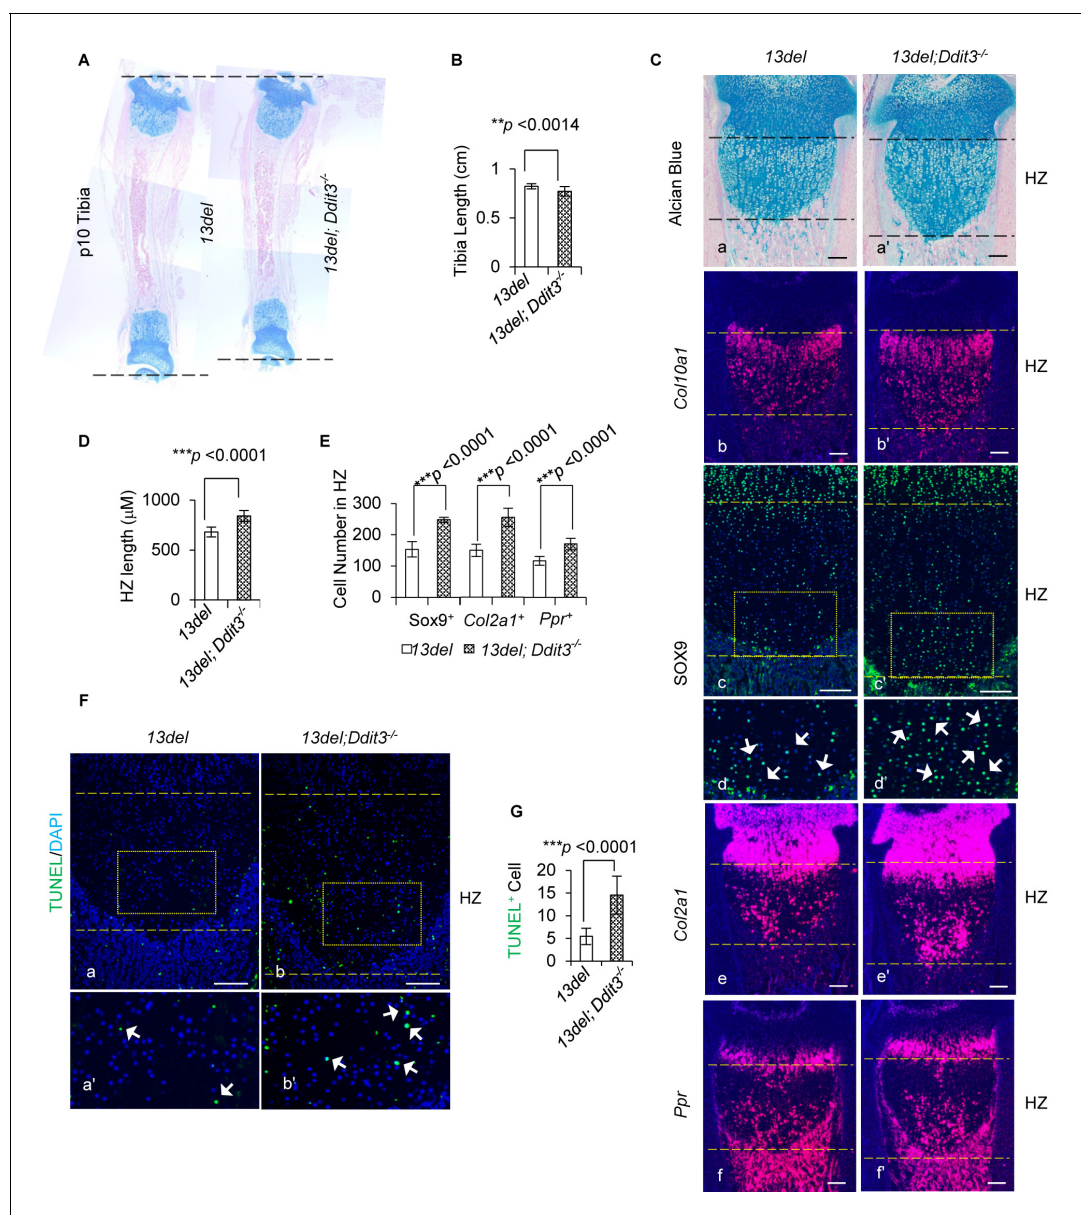 A
p10 Tibia
13del
13del; Ddit3-/-
B
**p <0.0014
Tibia Length (cm)
1
0.5
0
13del
13del; Ddit3-/-
C
13del
13del;Ddit3-/-
Alcian Blue
a
a'
HZ
Col10a1
b
b'
HZ
SOX9
c
c'
HZ
d
d'
Col2a1
e
e'
HZ
Ppr
f
f'
HZ
D
***p <0.0001
HZ length (μM)
1000
500
0
13del
13del; Ddit3-/-
E
***p <0.0001
***p <0.0001
***p <0.0001
Cell Number in HZ
300
200
100
0
Sox9+ Col2a1+ Ppr+
13del 13del; Ddit3-/-
F
13del
13del;Ddit3-/-
TUNEL/DAPI
a
b
HZ
a'
b'
G
***p <0.0001
TUNEL+ Cell
20
15
10
5
0
13del
13del; Ddit3-/-